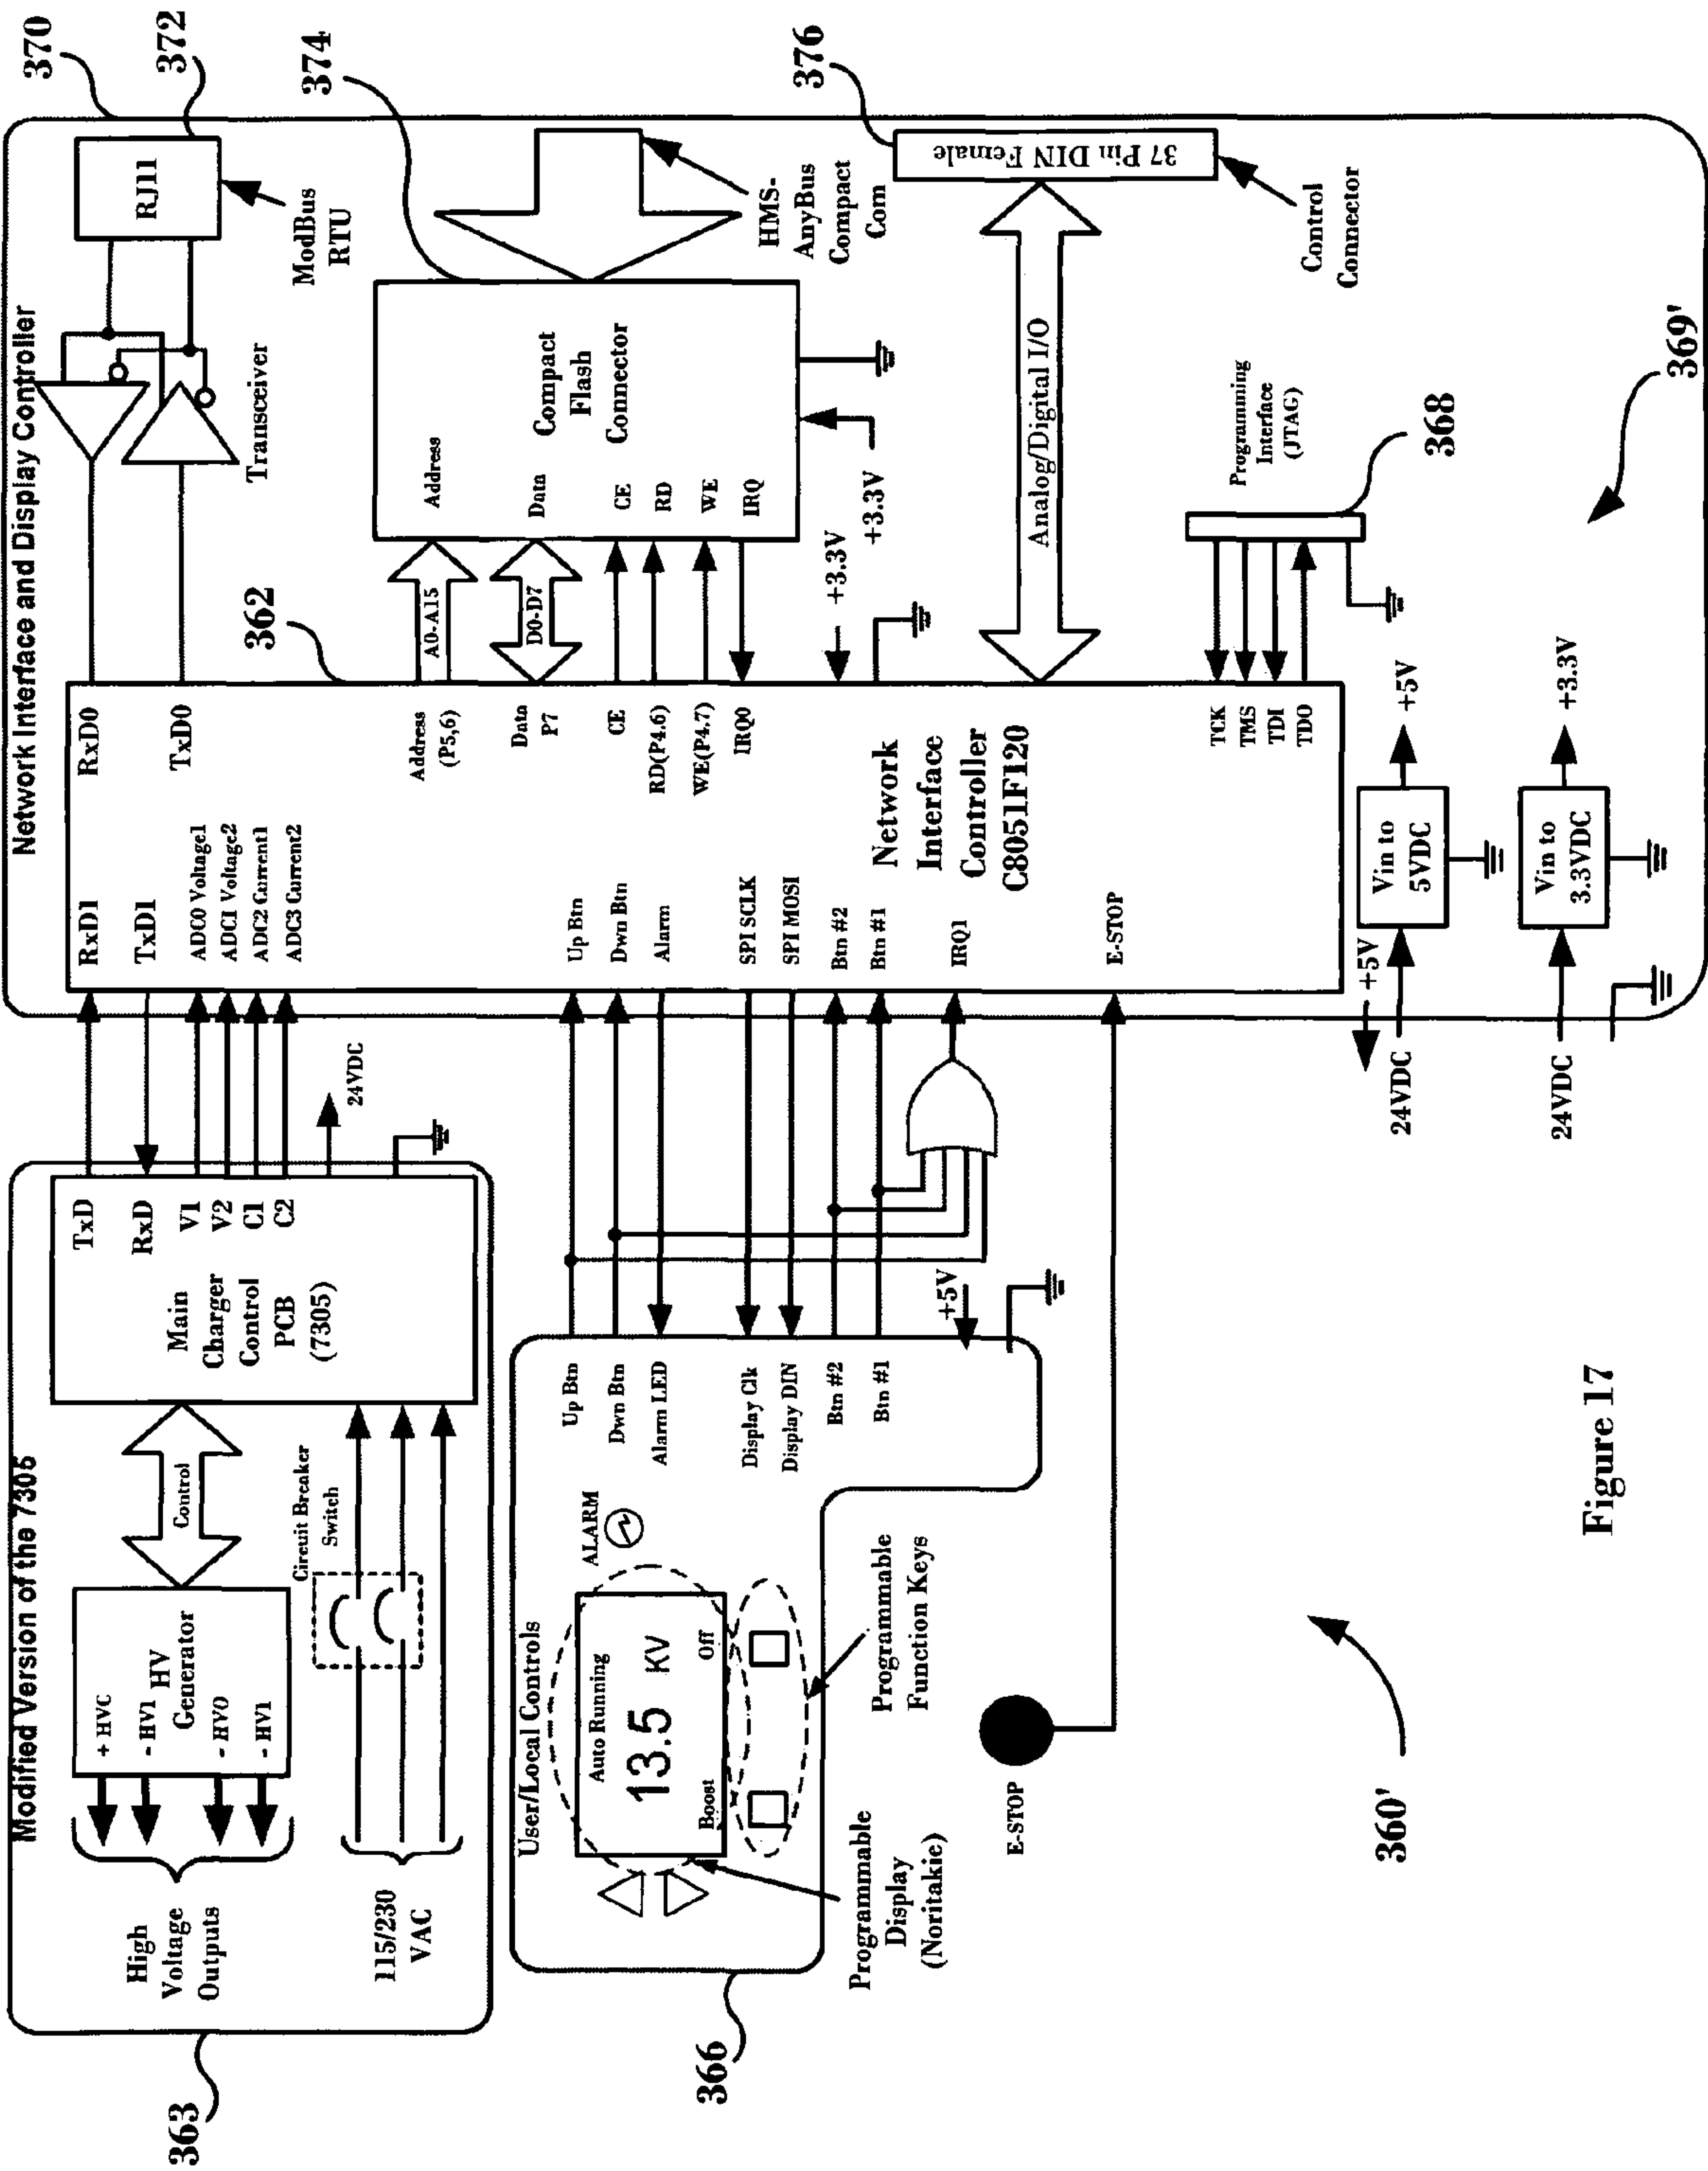 Modified Version of the 7305
High
Voltage
Outputs
+ HVC
- HV1
- HV0
- HV1
HV
Generator
Control
115/230
VAC
Circuit Breaker
Switch
Main
Charger
Control
PCB
(7305)
TxD
RxD
V1
V2
C1
C2
24VDC
363
User/Local Controls
Auto Running
13.5 KV
Boost
Off
ALARM
Up Btn
Dwn Btn
Alarm LED
Display Clk
Display DIN
Btn #2
Btn #1
+5V
Programmable
Display
(Noritakie)
Programmable
Function Keys
366
E-STOP
360'
Network Interface and Display Controller
RxD1
TxD1
ADC0 Voltage1
ADC1 Voltage2
ADC2 Current1
ADC3 Current2
Up Btn
Dwn Btn
Alarm
SPI SCLK
SPI MOSI
Btn #2
Btn #1
IRQ1
E-STOP
Network
Interface
Controller
C8051F120
RxD0
TxD0
Address
(P5,6)
Data
P7
CE
RD(P4.6)
WE(P4.7)
IRQ0
TCK
TMS
TDI
TDO
362
A0-A15
D0-D7
Transceiver
RJ11
ModBus
RTU
370
372
Address
Data
CE
RD
WE
IRQ
Compact
Flash
Connector
374
HMS-
AnyBus
Compact
Com
+3.3V
+3.3V
Analog/Digital I/O
37 Pin DIN Female
376
Control
Connector
Programming
Interface
(JTAG)
368
369'
+5V
24VDC
Vin to
5VDC
+5V
24VDC
Vin to
3.3VDC
+3.3V
Figure 17